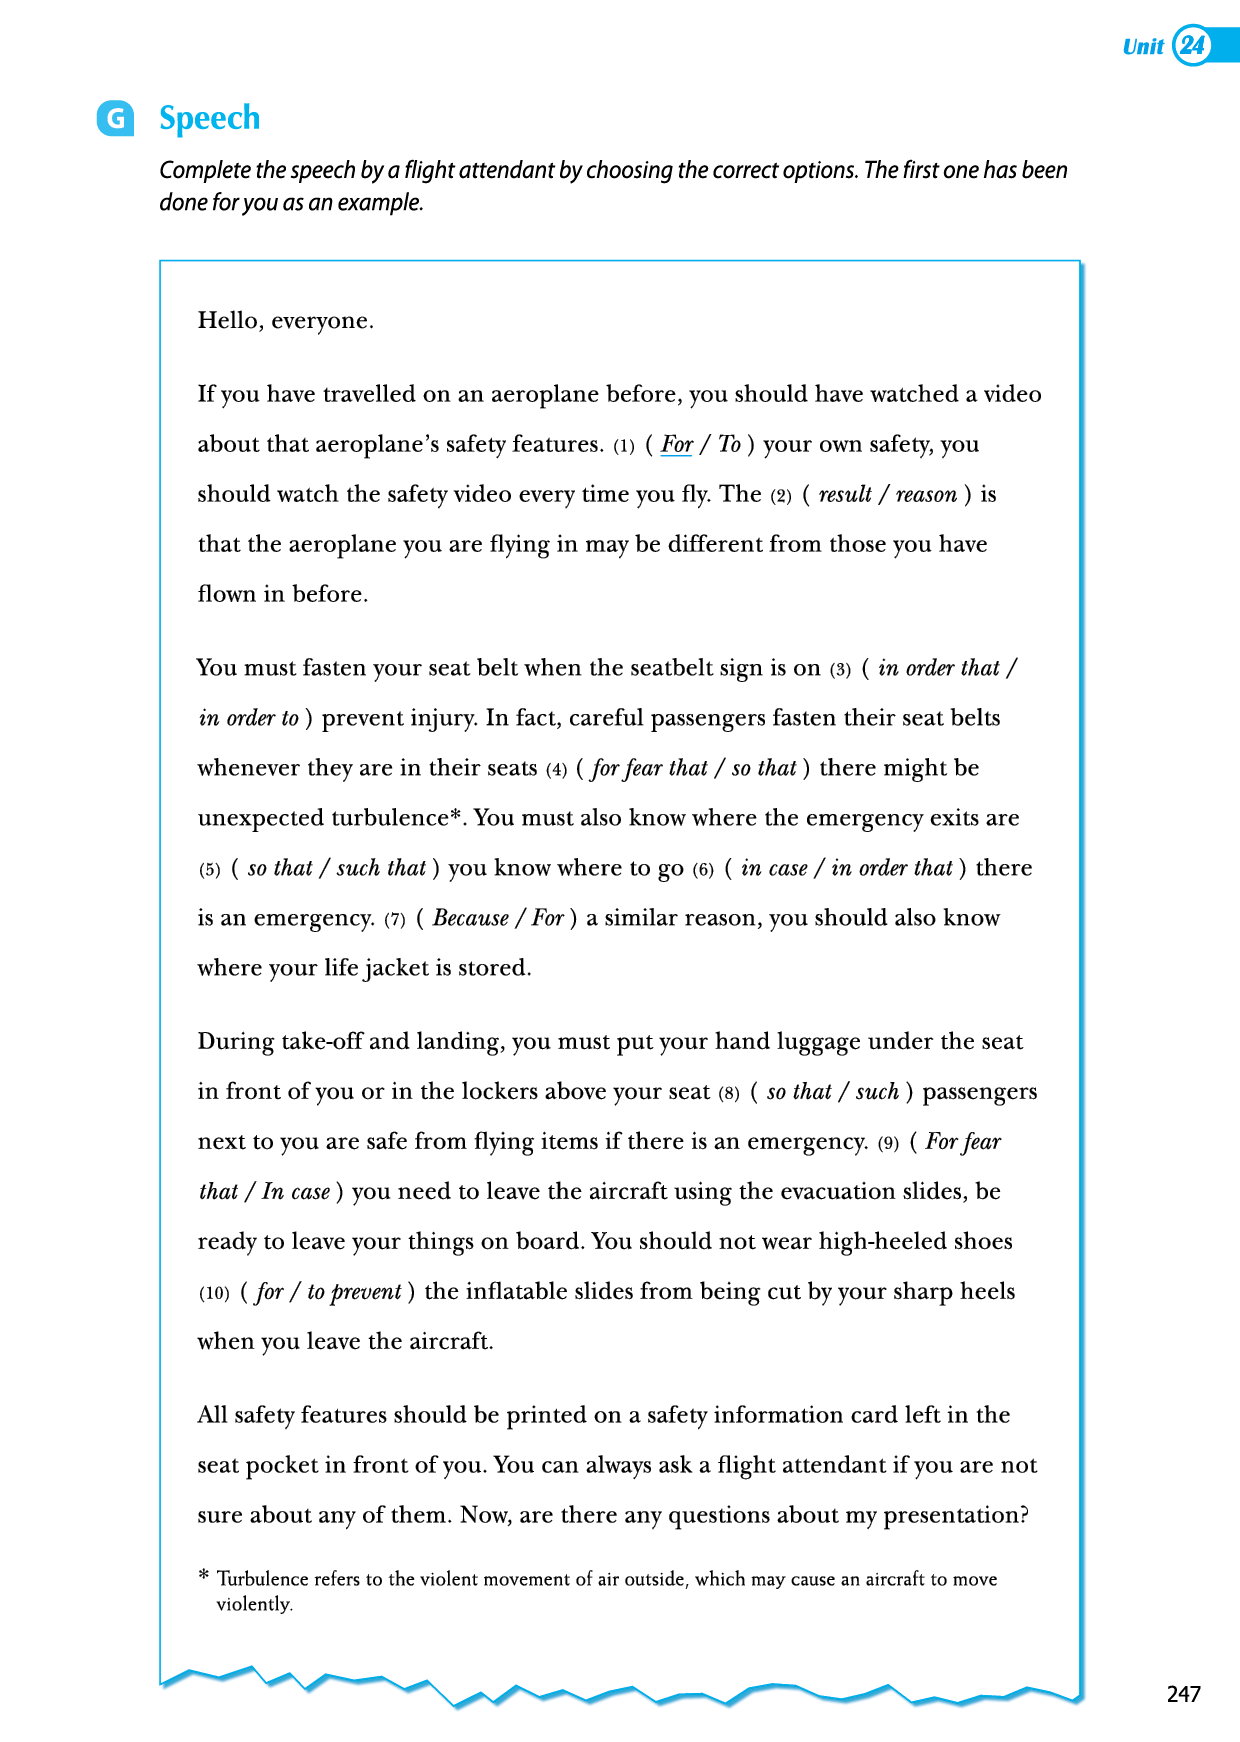 Unit 24
G Speech
Complete the speech by a flight attendant by choosing the correct options. The first one has been
done for you as an example.
Hello, everyone.
If you have travelled on an aeroplane before, you should have watched a video
about that aeroplane’s safety features. (1) ( For / To ) your own safety, you
should watch the safety video every time you fly. The (2) ( result / reason ) is
that the aeroplane you are flying in may be different from those you have
flown in before.
You must fasten your seat belt when the seatbelt sign is on (3) ( in order that /
in order to ) prevent injury. In fact, careful passengers fasten their seat belts
whenever they are in their seats (4) ( for fear that / so that ) there might be
unexpected turbulence*. You must also know where the emergency exits are
(5) ( so that / such that ) you know where to go (6) ( in case / in order that ) there
is an emergency. (7) ( Because / For ) a similar reason, you should also know
where your life jacket is stored.
During take-off and landing, you must put your hand luggage under the seat
in front of you or in the lockers above your seat (8) ( so that / such ) passengers
next to you are safe from flying items if there is an emergency. (9) ( For fear
that / In case ) you need to leave the aircraft using the evacuation slides, be
ready to leave your things on board. You should not wear high-heeled shoes
(10) ( for / to prevent ) the inflatable slides from being cut by your sharp heels
when you leave the aircraft.
All safety features should be printed on a safety information card left in the
seat pocket in front of you. You can always ask a flight attendant if you are not
sure about any of them. Now, are there any questions about my presentation?
* Turbulence refers to the violent movement of air outside, which may cause an aircraft to move
violently.
247